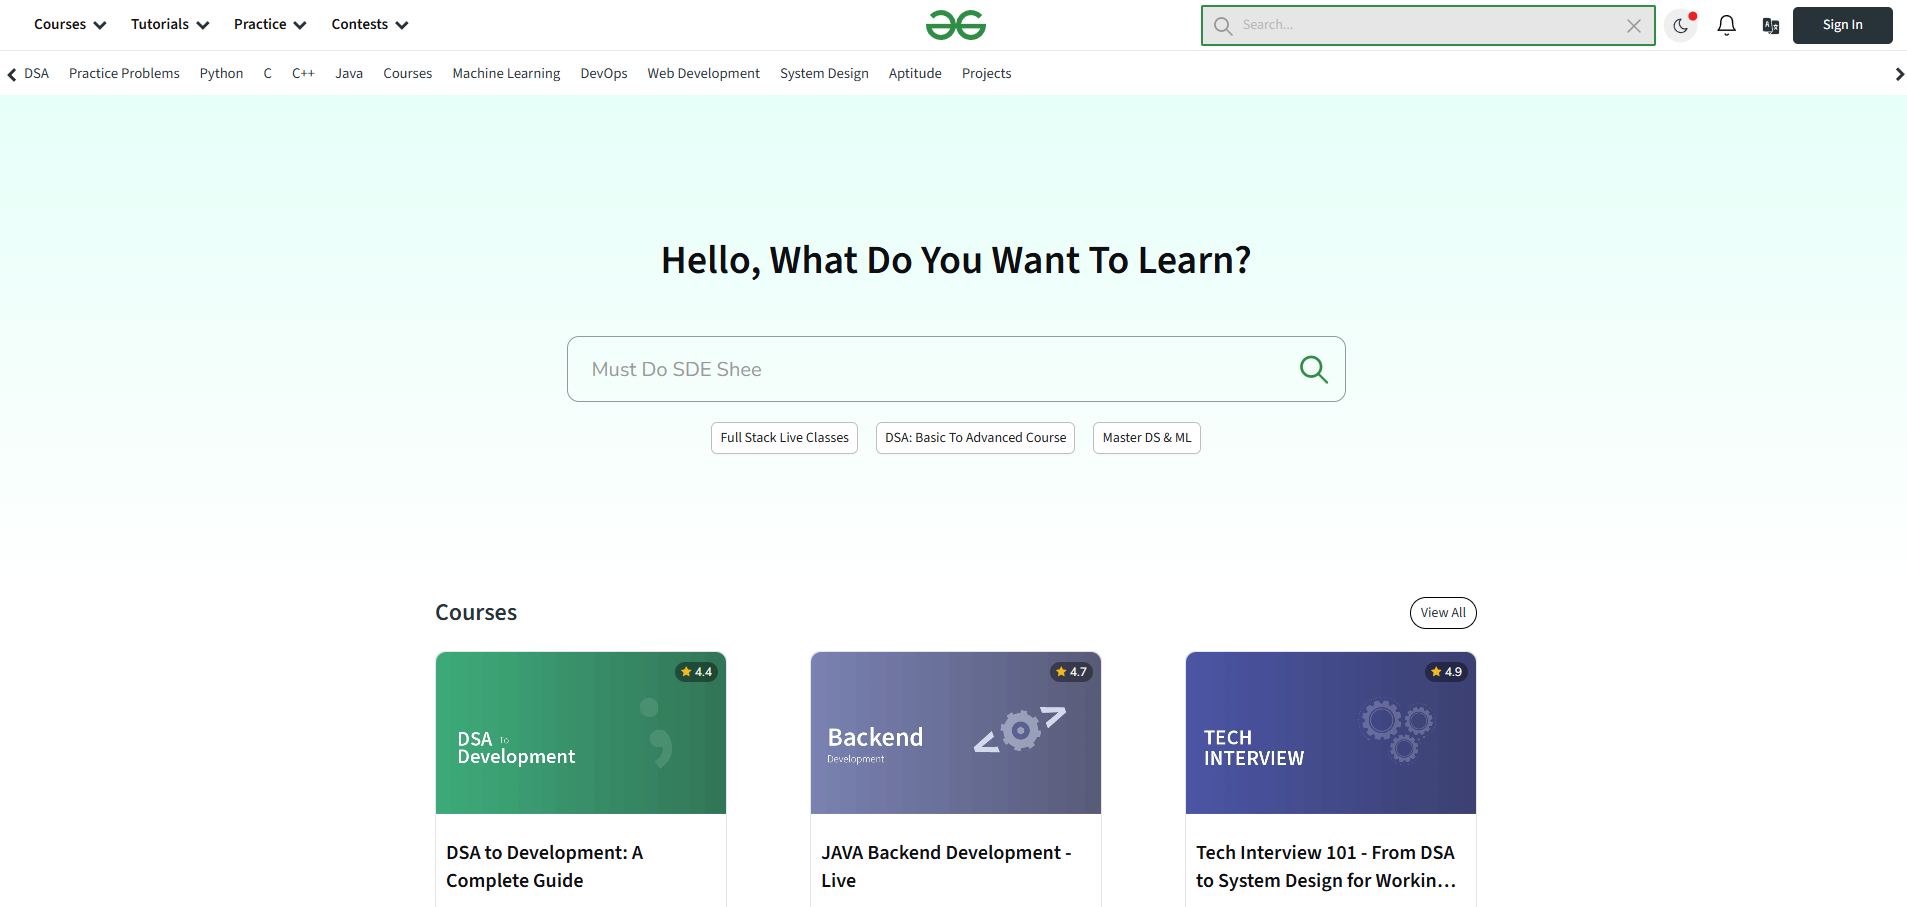 Courses Tutorials Practice Contests Search... Sign In
DSA Practice Problems Python C C++ Java Courses Machine Learning DevOps Web Development System Design Aptitude Projects
Hello, What Do You Want To Learn?
Must Do SDE Shee
Full Stack Live Classes DSA: Basic To Advanced Course Master DS & ML
Courses View All
4.4
DSA To
Development
DSA to Development: A
Complete Guide
4.7
Backend
Development
JAVA Backend Development -
Live
4.9
TECH
INTERVIEW
Tech Interview 101 - From DSA
to System Design for Workin...